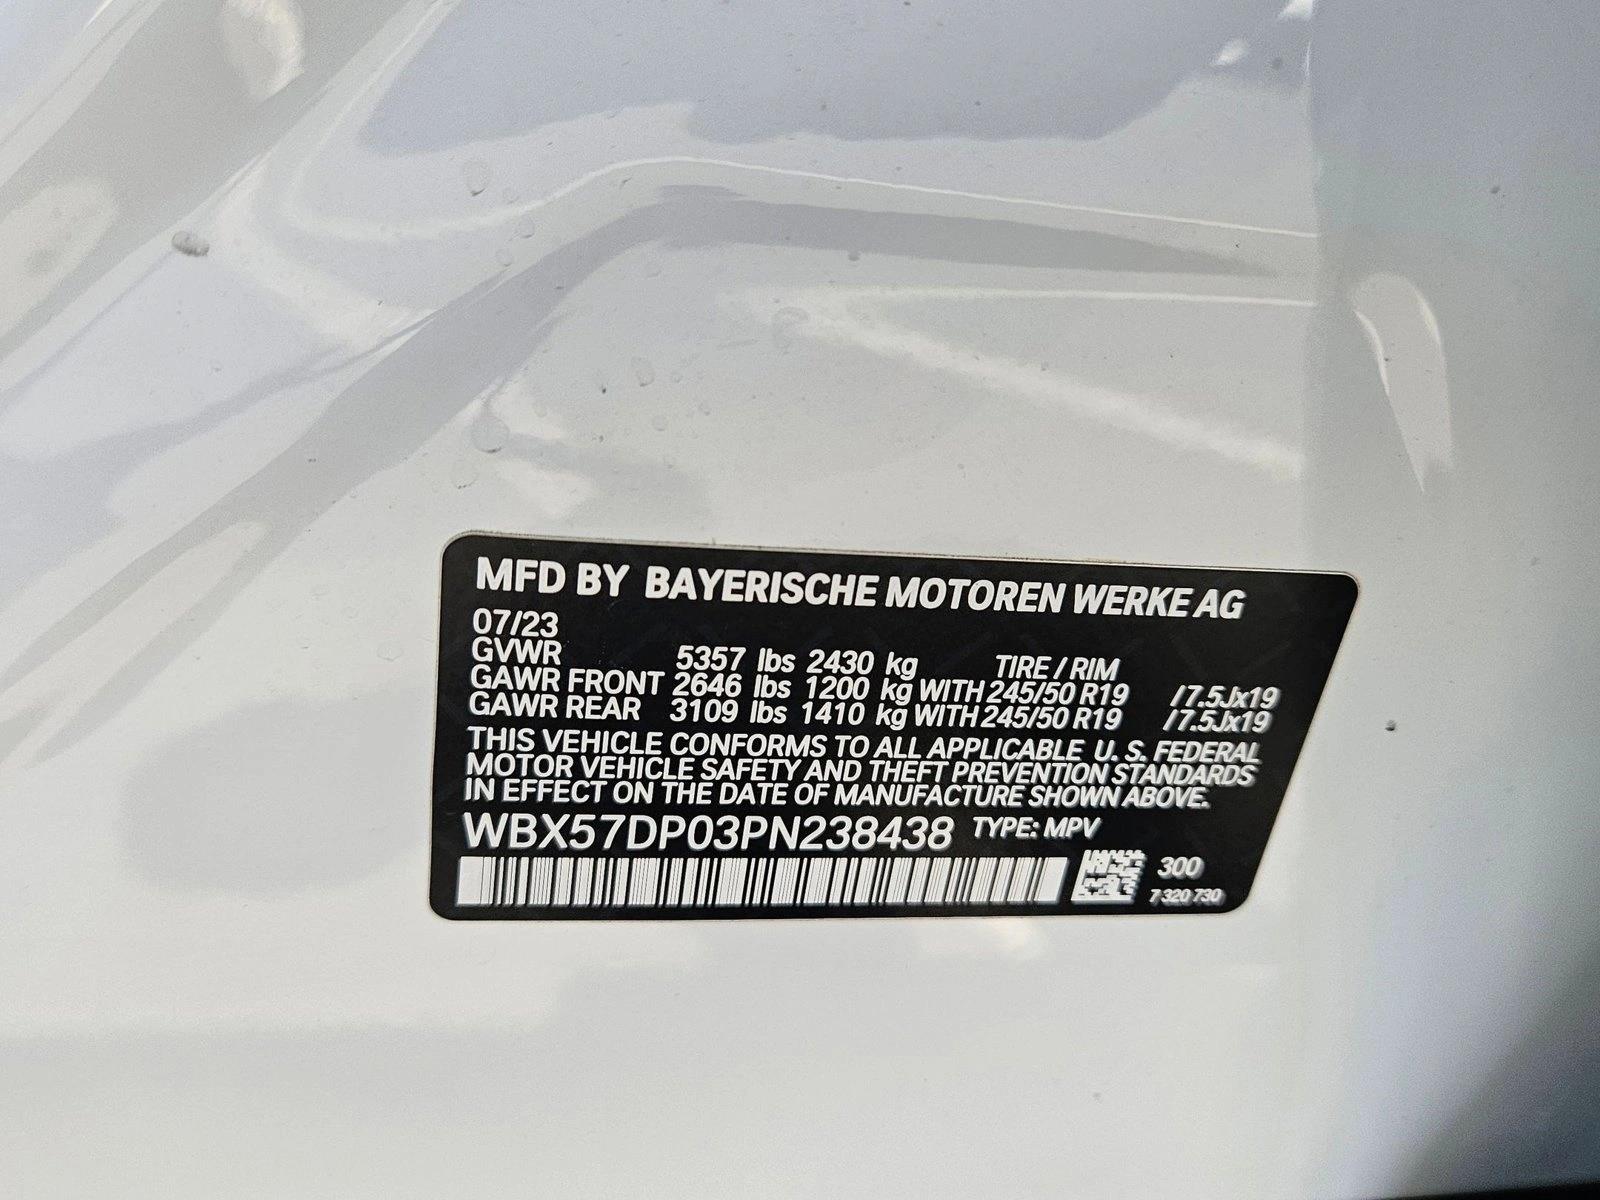 MFD BY BAYERISCHE MOTOREN WERKE AG
07/23
GVWR 5357 lbs 2430 kg TIRE / RIM
GAWR FRONT 2646 lbs 1200 kg WITH 245/50 R19 / 7.5Jx19
GAWR REAR 3109 lbs 1410 kg WITH 245/50 R19 / 7.5Jx19
THIS VEHICLE CONFORMS TO ALL APPLICABLE U. S. FEDERAL
MOTOR VEHICLE SAFETY AND THEFT PREVENTION STANDARDS
IN EFFECT ON THE DATE OF MANUFACTURE SHOWN ABOVE.
WBX57DP03PN238438 TYPE: MPV
300
7 320 730